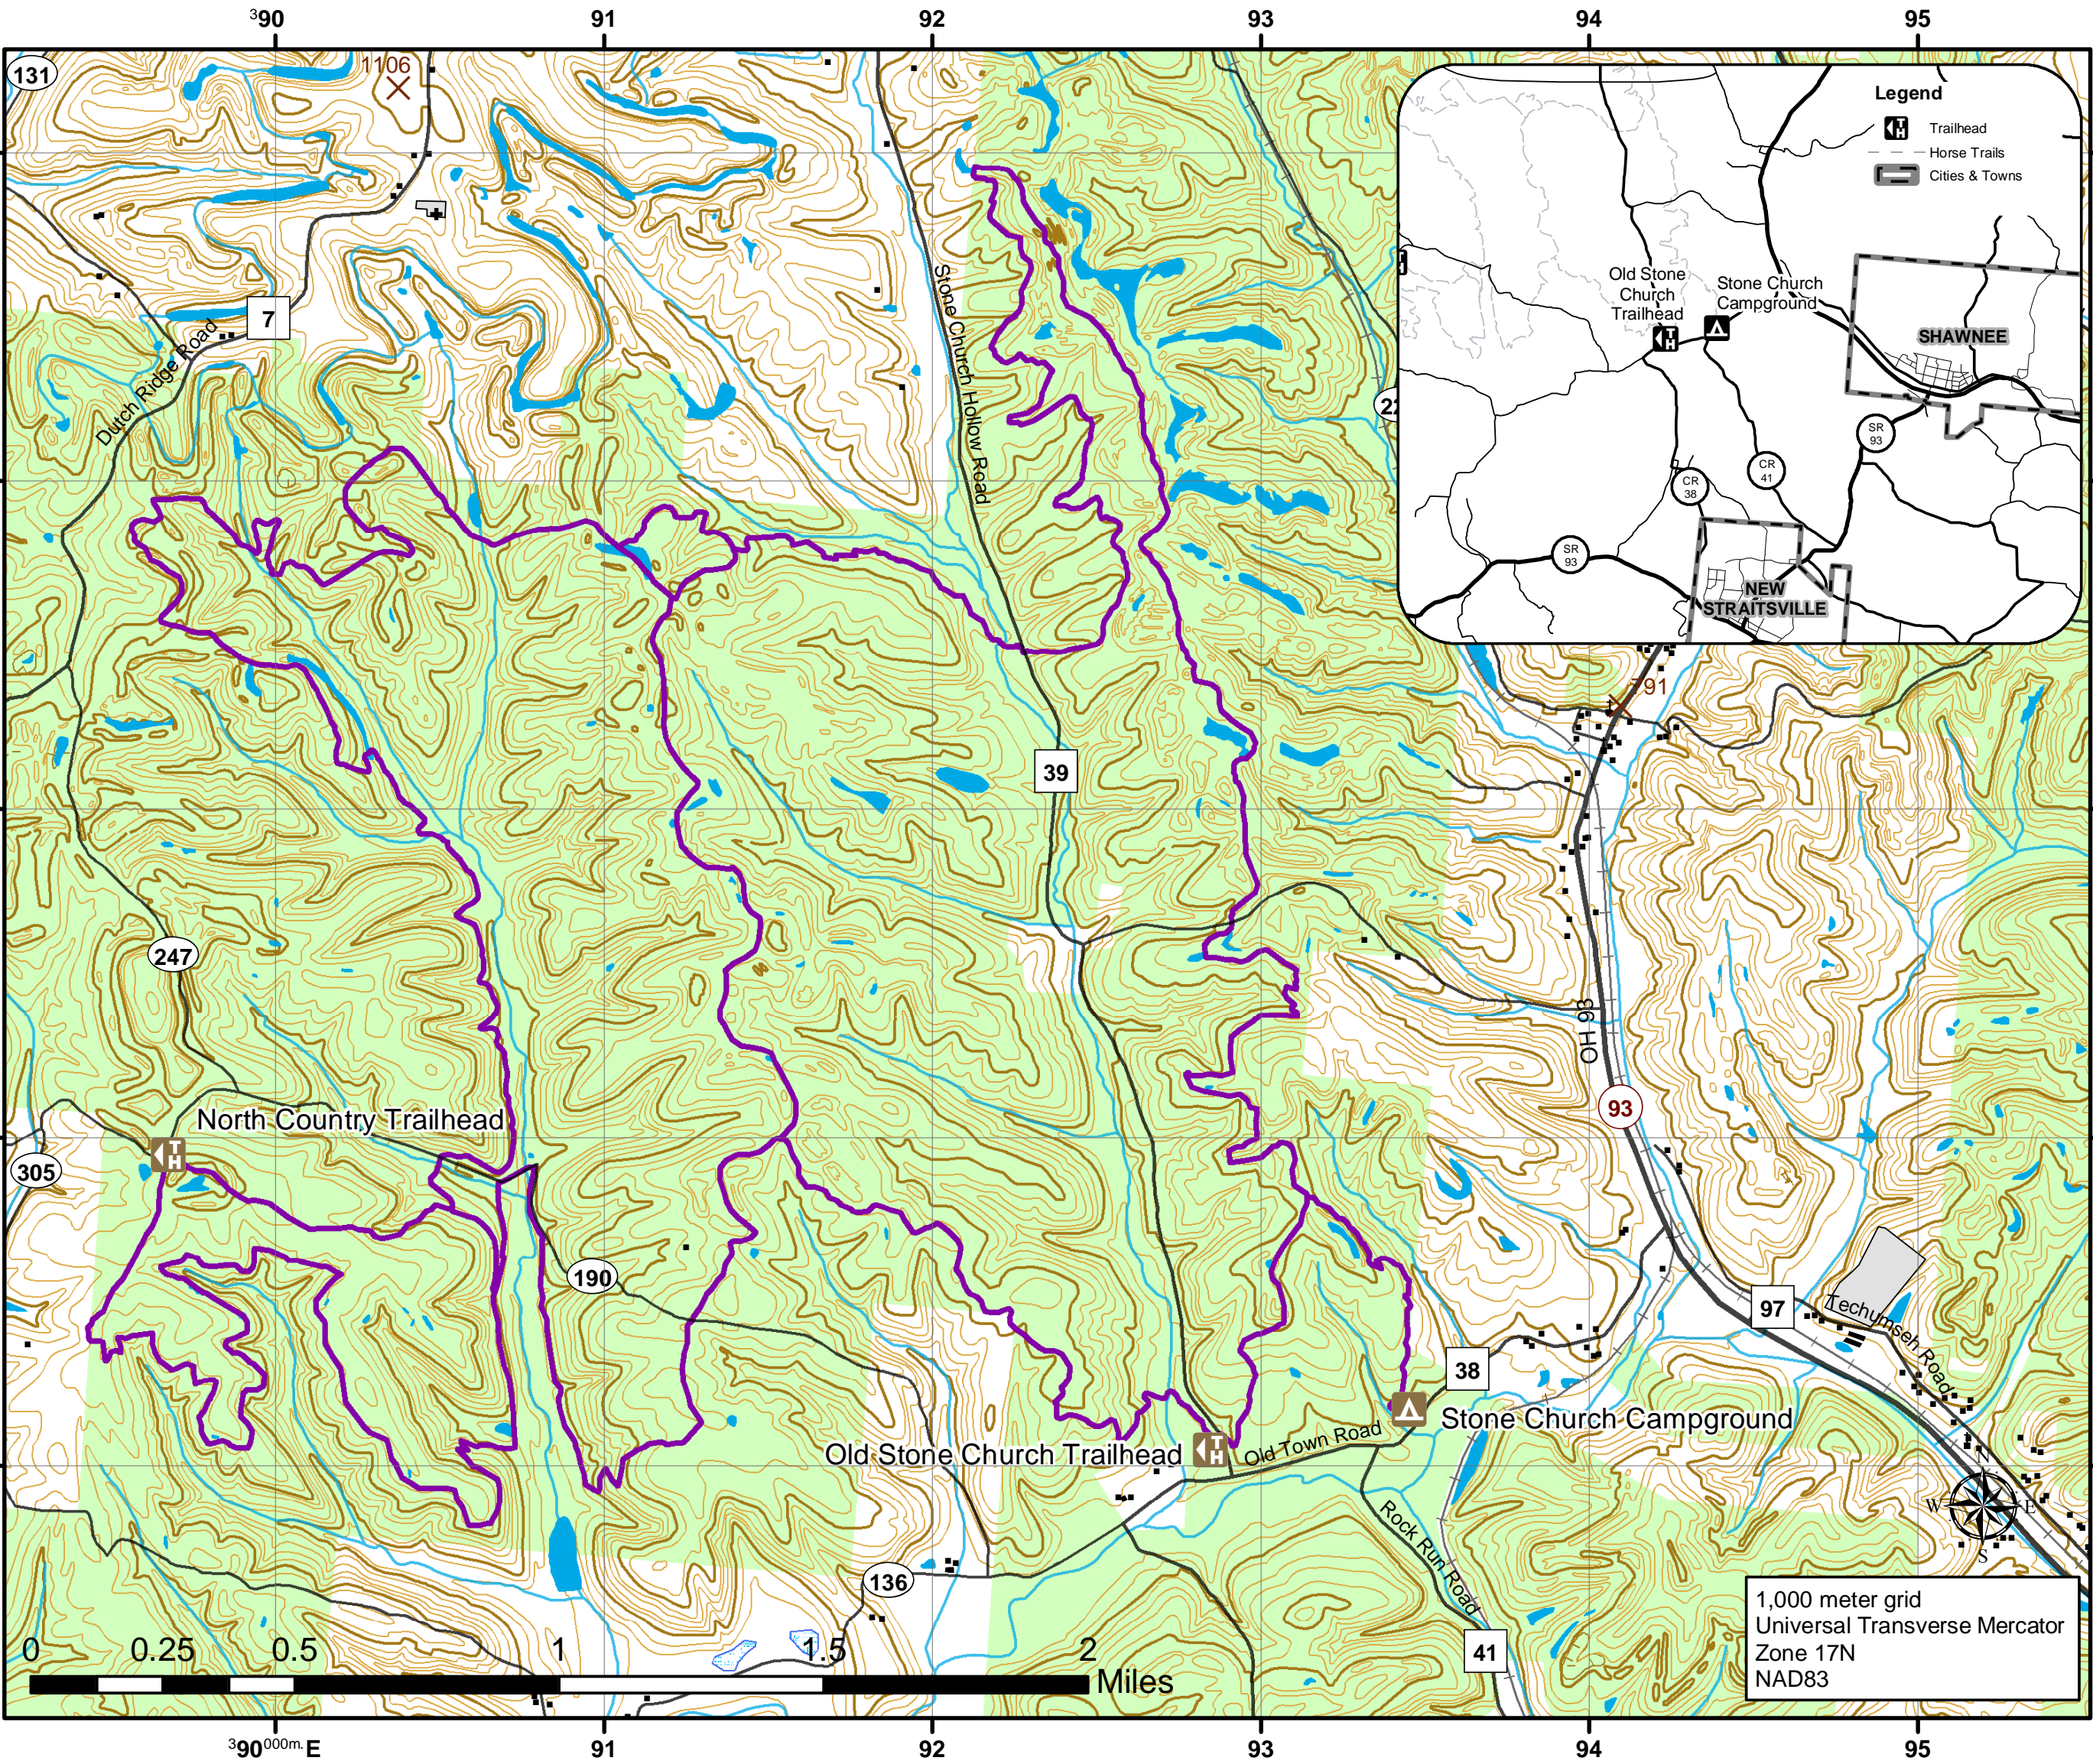 ³90
91
92
93
94
95
131
1106
Legend
Trailhead
Horse Trails
Cities & Towns
Old Stone
Church
Trailhead
Stone Church
Campground
SHAWNEE
SR
93
CR
41
CR
38
SR
93
NEW
STRAITSVILLE
7
Dutch Ridge Road
Stone Church Hollow Road
791
39
247
OH 93
93
North Country Trailhead
305
190
97
Techumseh Road
38
Stone Church Campground
Old Stone Church Trailhead
Old Town Road
Rock Run Road
136
41
N
W
E
S
0
0.25
0.5
1
1.5
2
Miles
1,000 meter grid
Universal Transverse Mercator
Zone 17N
NAD83
³90⁰⁰⁰ᵐ·E
91
92
93
94
95